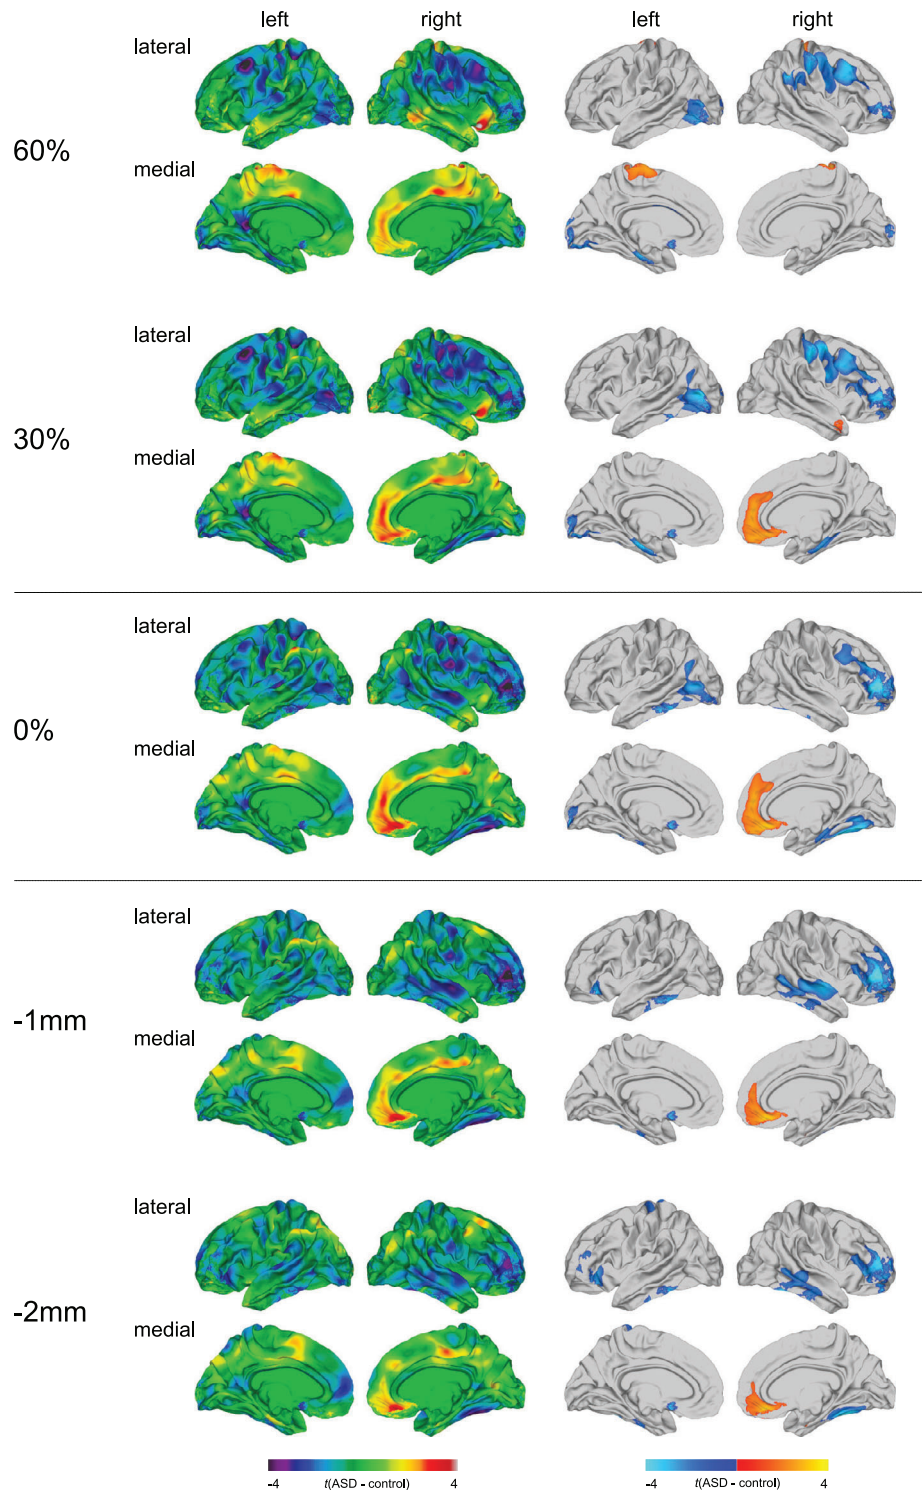 left right left right
lateral
60%
medial
lateral
30%
medial
lateral
0%
medial
lateral
-1mm
medial
lateral
-2mm
medial
-4 t(ASD - control) 4 -4 t(ASD - control) 4